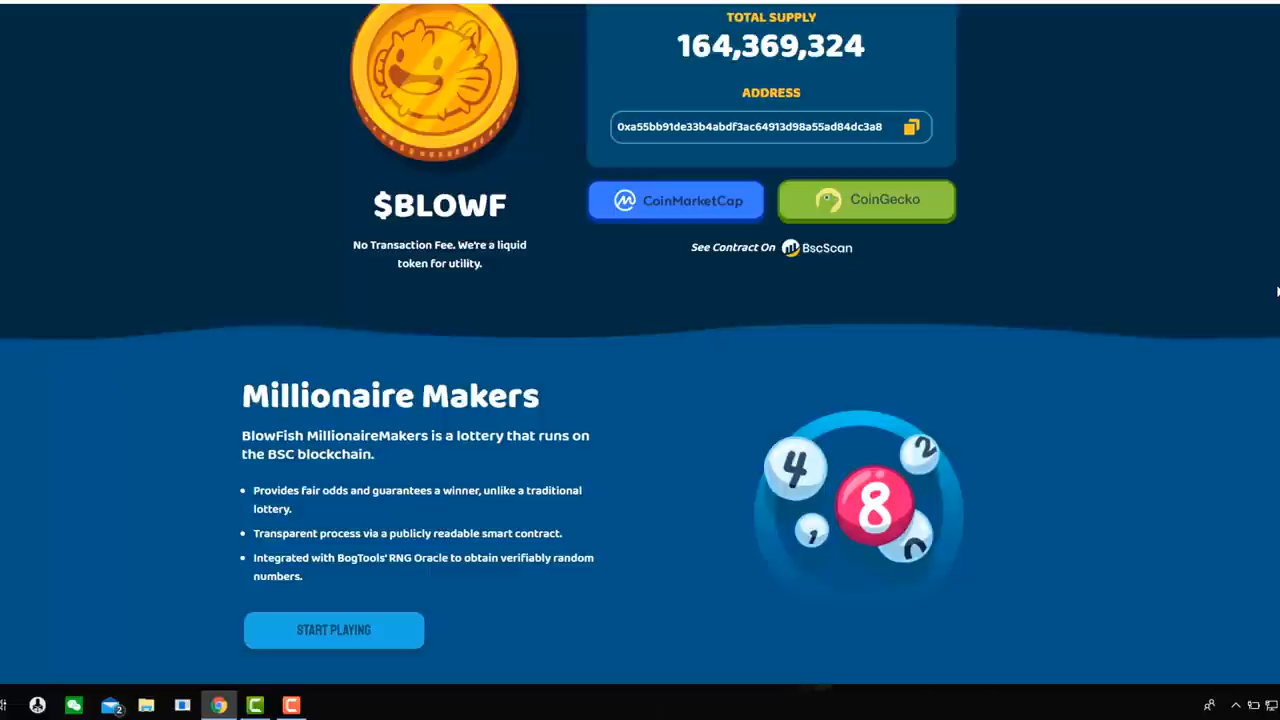 TOTAL SUPPLY
164,369,324
ADDRESS
0xa55bb91de33b4abdf3ac64913d98a55ad84dc3a8
CoinMarketCap
CoinGecko
See Contract On BscScan
$BLOWF
No Transaction Fee. We're a liquid
token for utility.
Millionaire Makers
BlowFish MillionaireMakers is a lottery that runs on
the BSC blockchain.
Provides fair odds and guarantees a winner, unlike a traditional
lottery.
Transparent process via a publicly readable smart contract.
Integrated with BogTools' RNG Oracle to obtain verifiably random
numbers.
START PLAYING
4
2
8
1
0
2